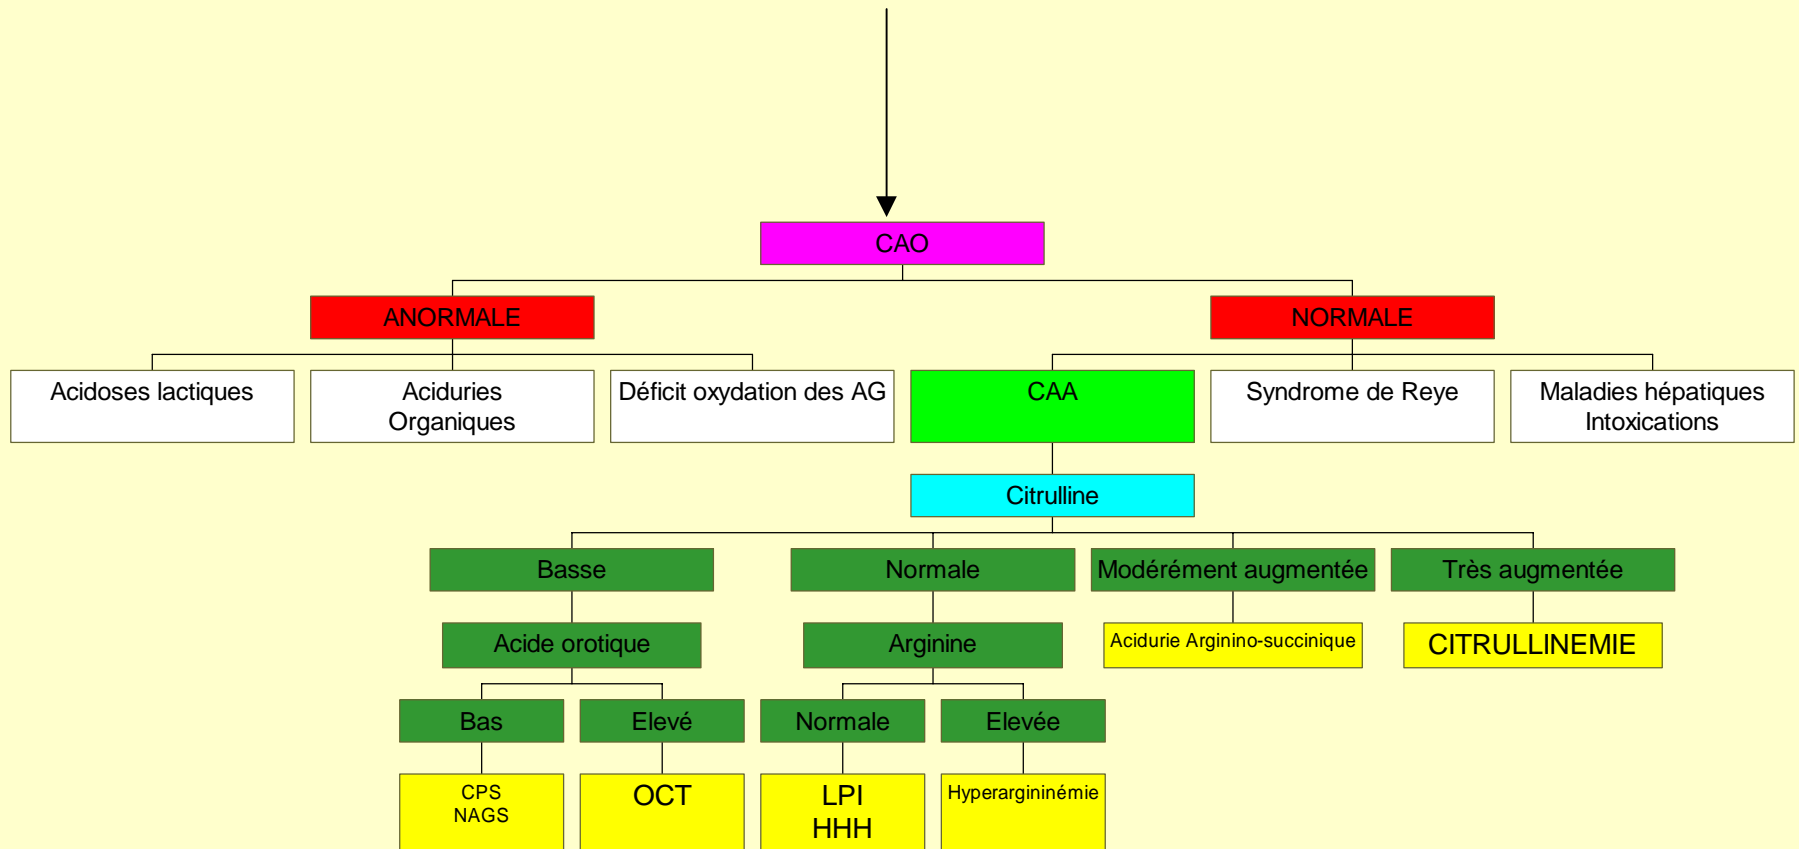 CAO
ANORMALE
NORMALE
Acidoses lactiques
Aciduries
Organiques
Déficit oxydation des AG
CAA
Syndrome de Reye
Maladies hépatiques
Intoxications
Citrulline
Basse
Normale
Modérément augmentée
Très augmentée
Acide orotique
Arginine
Acidurie Arginino-succinique
CITRULLINEMIE
Bas
Elevé
Normale
Elevée
CPS
NAGS
OCT
LPI
HHH
Hyperargininémie